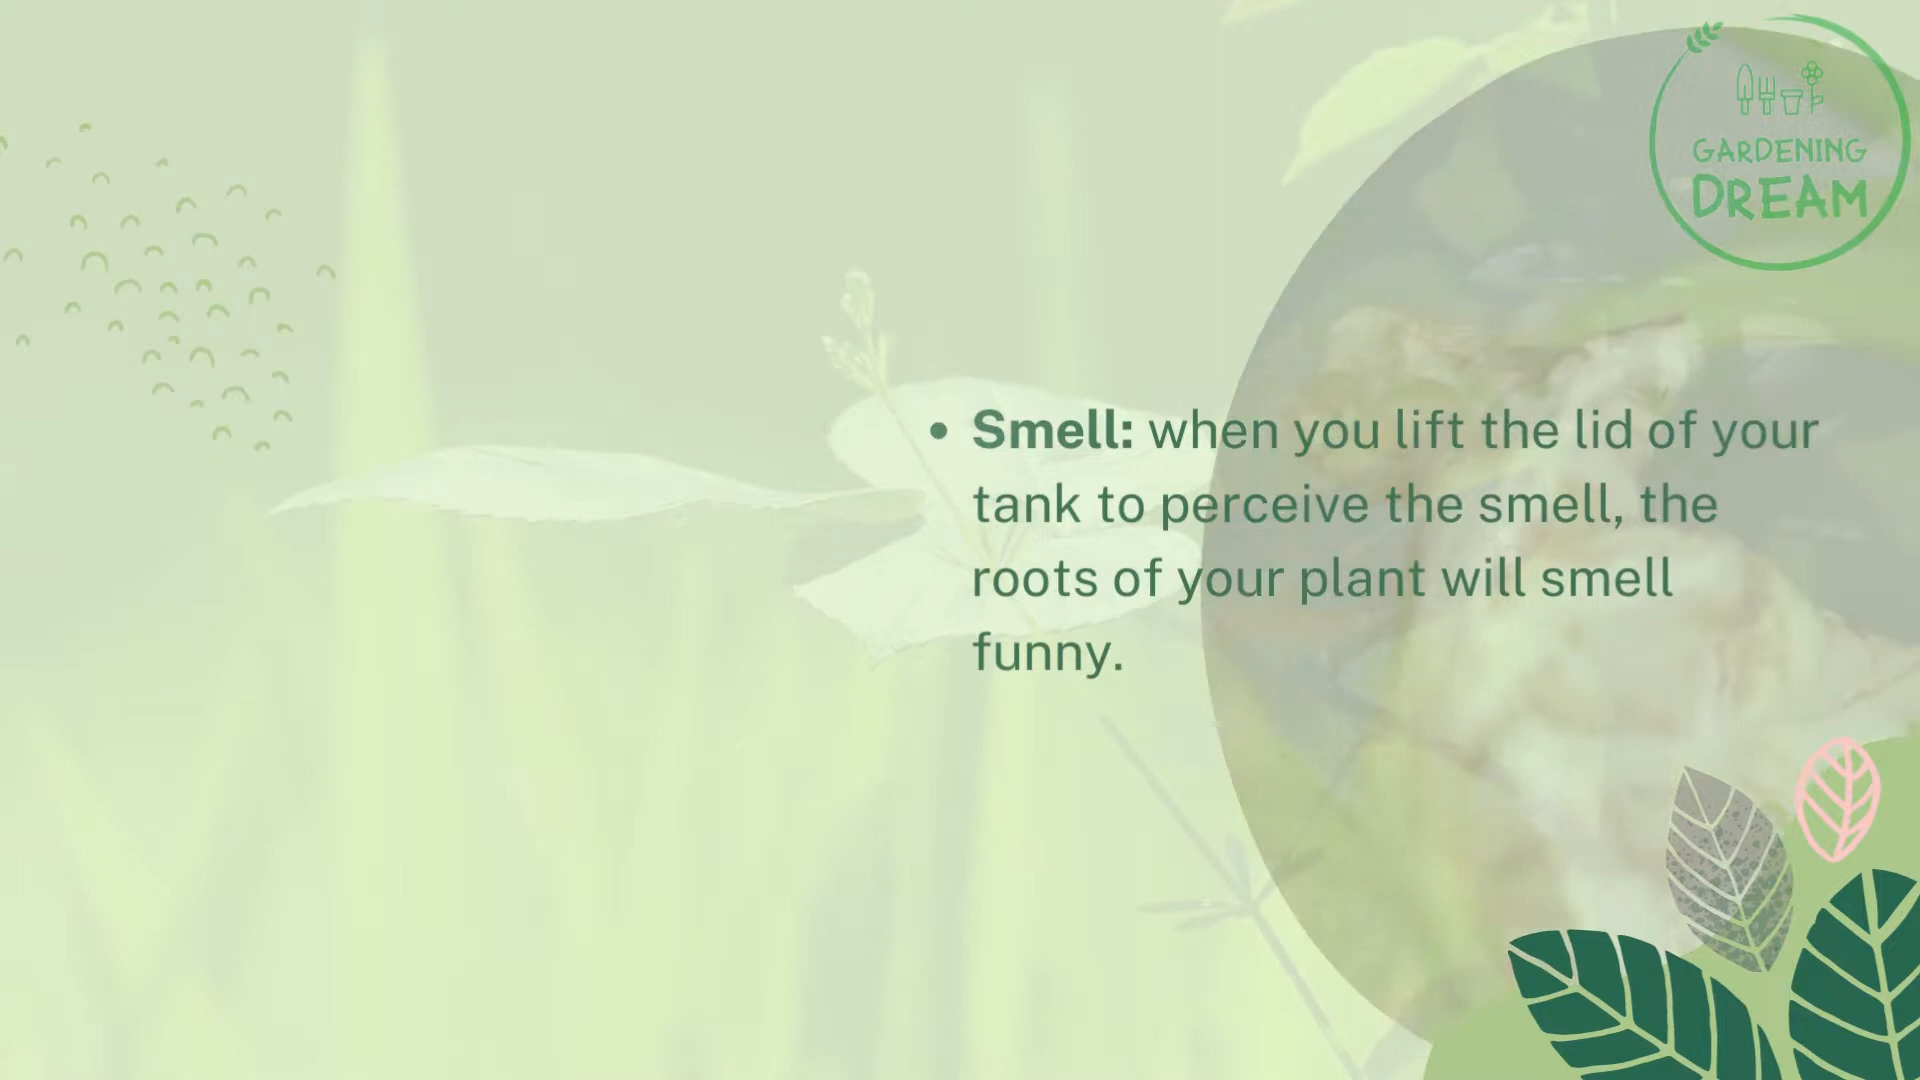 GARDENING
DREAM
• Smell: when you lift the lid of your
tank to perceive the smell, the
roots of your plant will smell
funny.